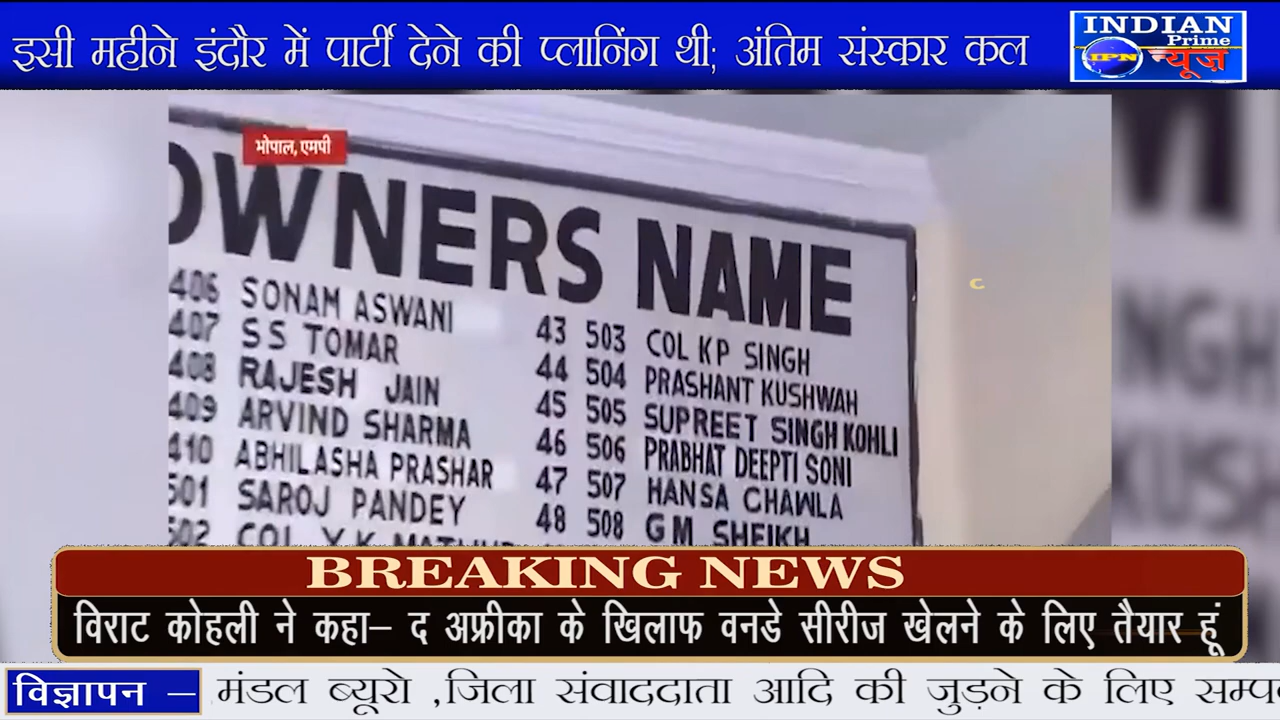 इसी महीने इंदौर में पार्टी देने की प्लानिंग थी; अंतिम संस्कार कल
INDIAN
Prime
IPN न्यूज़
भोपाल, एमपी
OWNERS NAME
406 SONAM ASWANI
407 SS TOMAR
408 RAJESH JAIN
409 ARVIND SHARMA
410 ABHILASHA PRASHAR
501 SAROJ PANDEY
502 COL Y.K
43 503 COL KP SINGH
44 504 PRASHANT KUSHWAH
45 505 SUPREET SINGH KOHLI
46 506 PRABHAT DEEPTI SONI
47 507 HANSA CHAWLA
48 508 G M SHEIKH
BREAKING NEWS
विराट कोहली ने कहा– द अफ्रीका के खिलाफ वनडे सीरीज खेलने के लिए तैयार हूं
विज्ञापन – मंडल ब्यूरो ,जिला संवाददाता आदि की जुड़ने के लिए